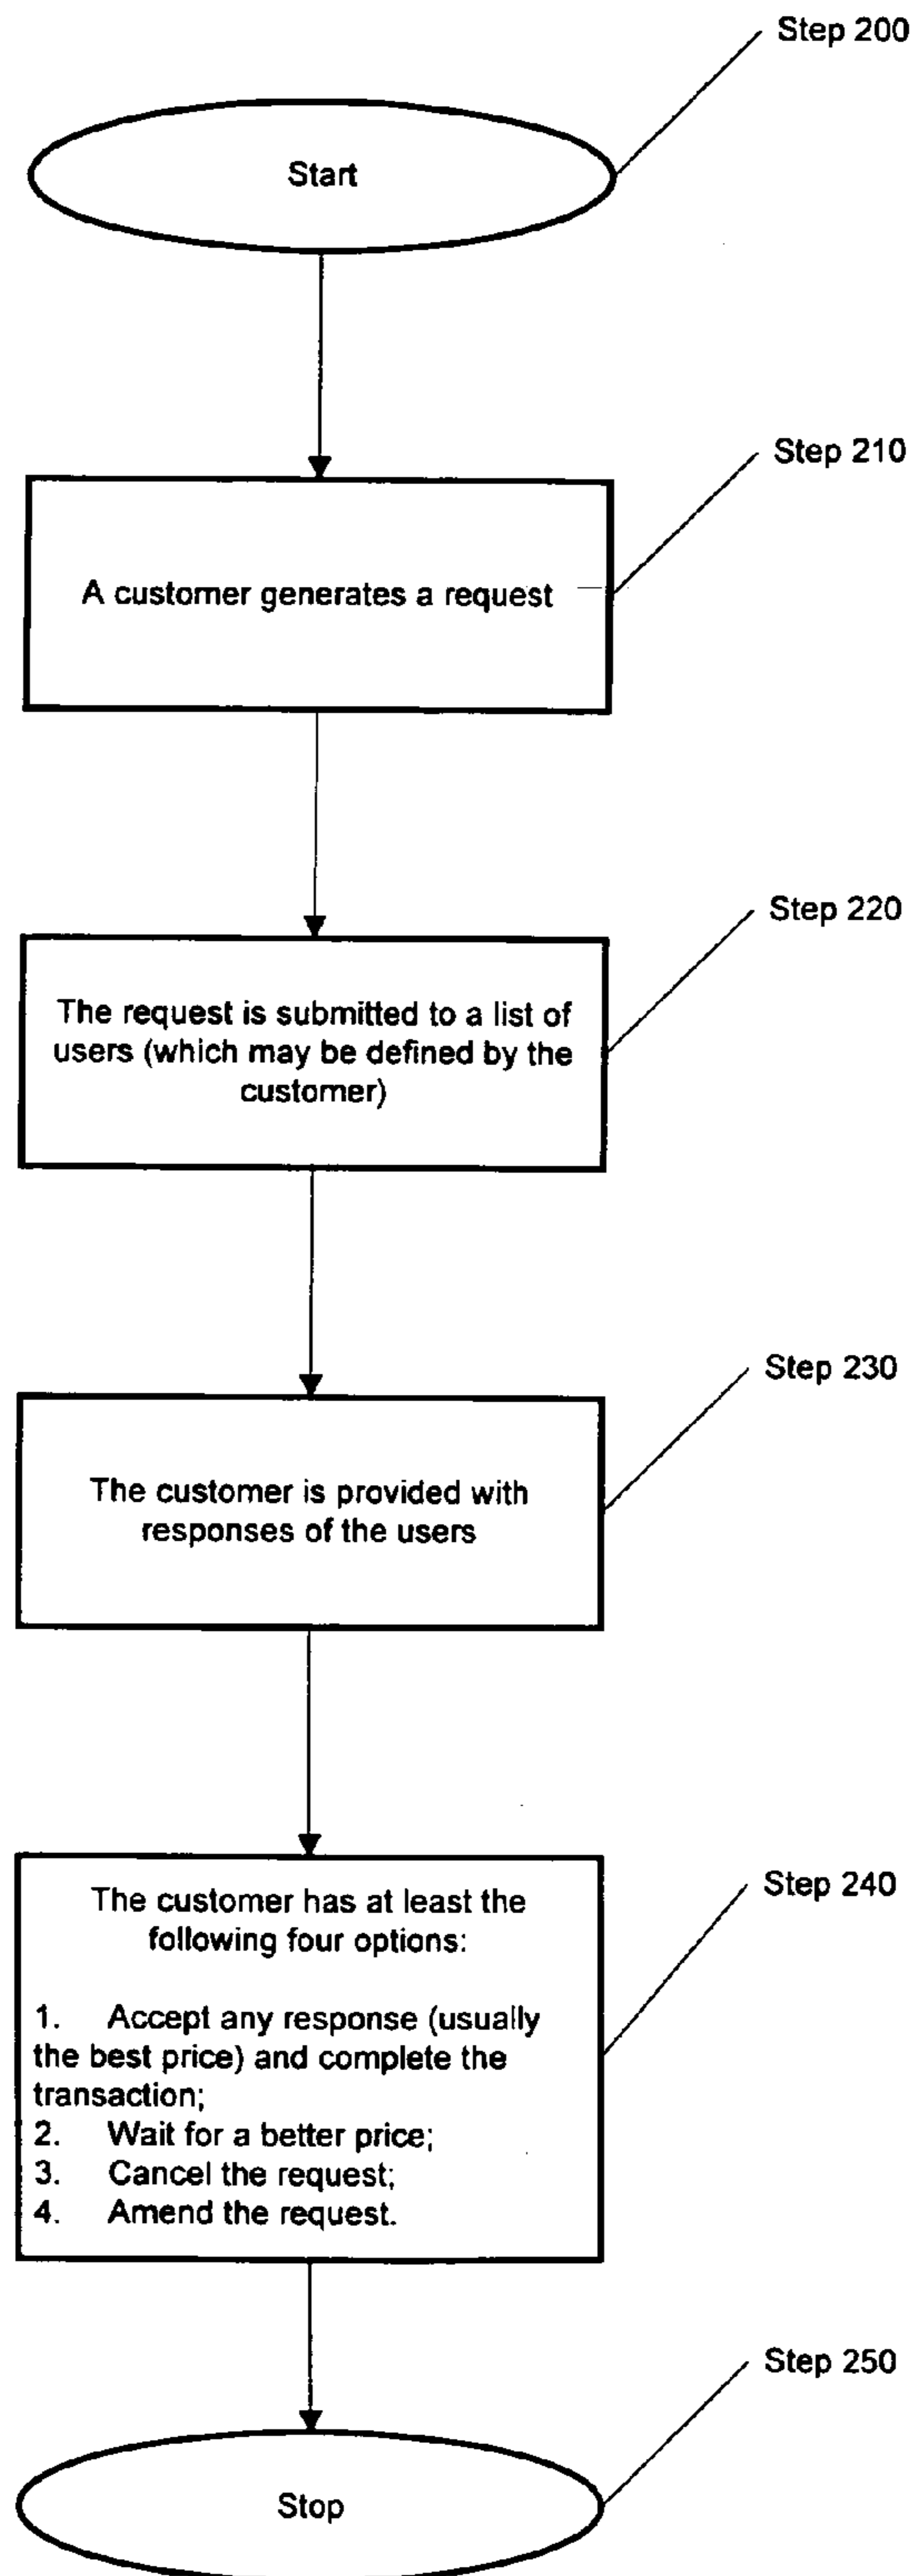 Step 200
Start
Step 210
A customer generates a request
Step 220
The request is submitted to a list of
users (which may be defined by the
customer)
Step 230
The customer is provided with
responses of the users
Step 240
The customer has at least the
following four options:
1. Accept any response (usually
the best price) and complete the
transaction;
2. Wait for a better price;
3. Cancel the request;
4. Amend the request.
Step 250
Stop